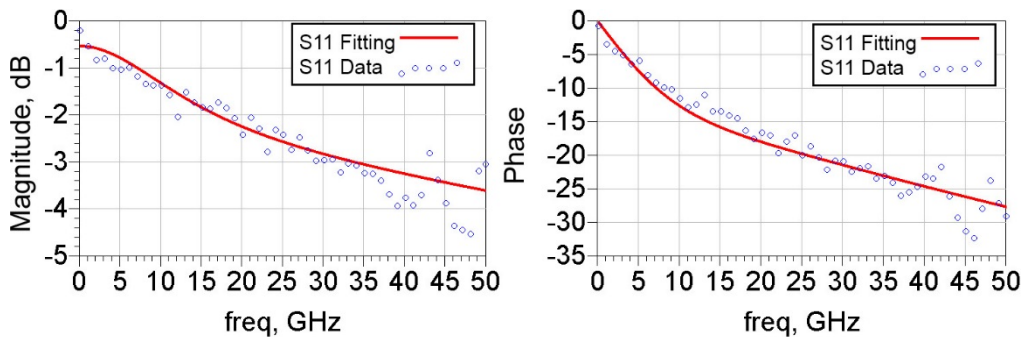 Magnitude, dB
0
-1
-2
-3
-4
-5
S11 Fitting
S11 Data
0 5 10 15 20 25 30 35 40 45 50
freq, GHz
Phase
0
-5
-10
-15
-20
-25
-30
-35
S11 Fitting
S11 Data
0 5 10 15 20 25 30 35 40 45 50
freq, GHz